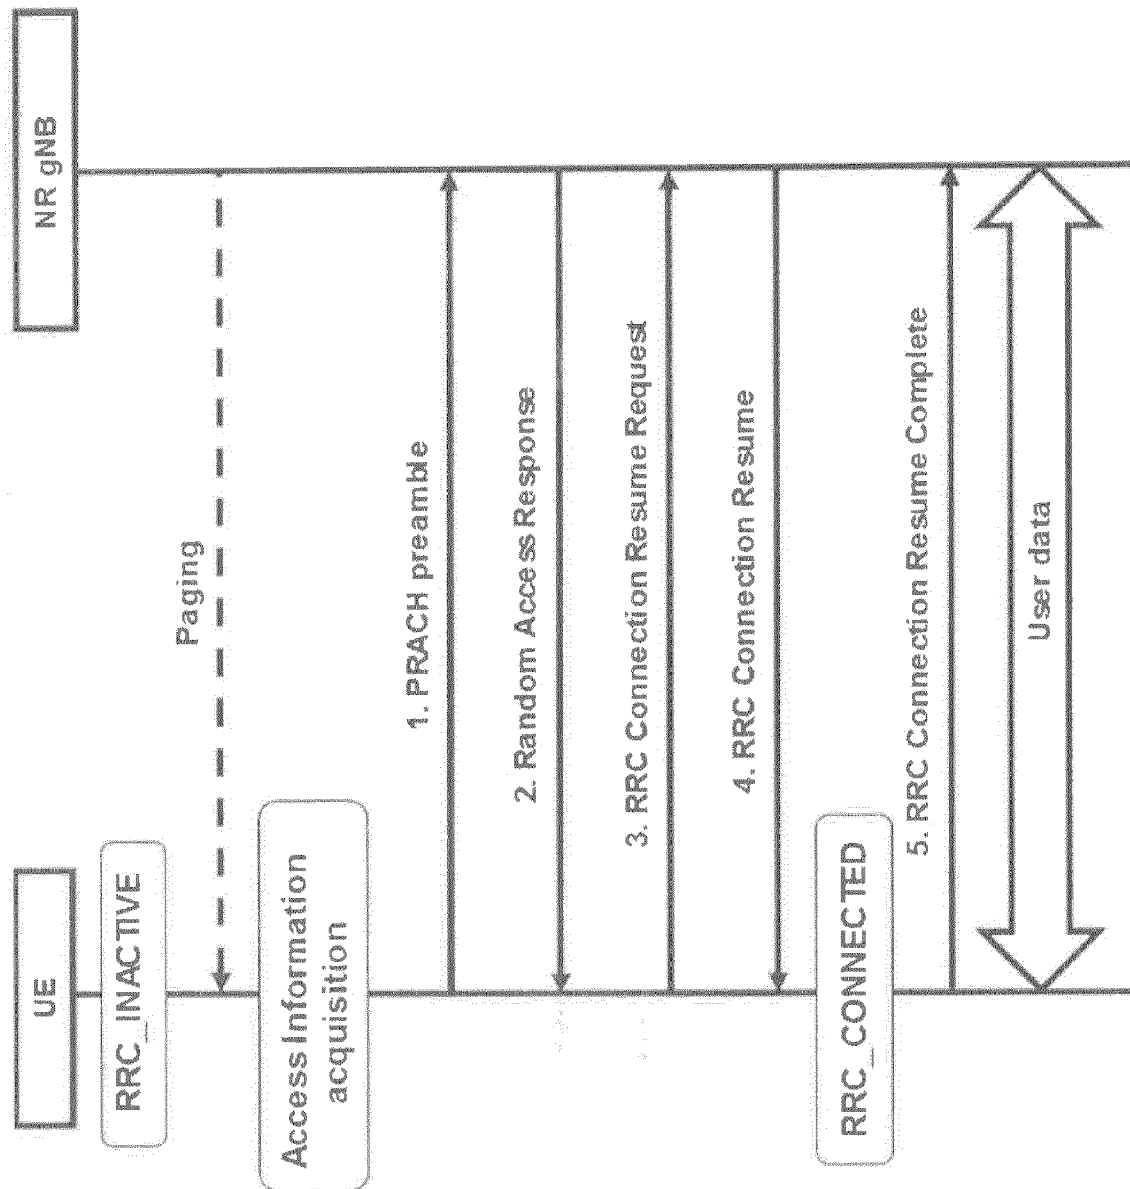 UE
NR gNB
RRC_INACTIVE
Paging
Access Information
acquisition
1. PRACH preamble
2. Random Access Response
3. RRC Connection Resume Request
4. RRC Connection Resume
RRC_CONNECTED
5. RRC Connection Resume Complete
User data